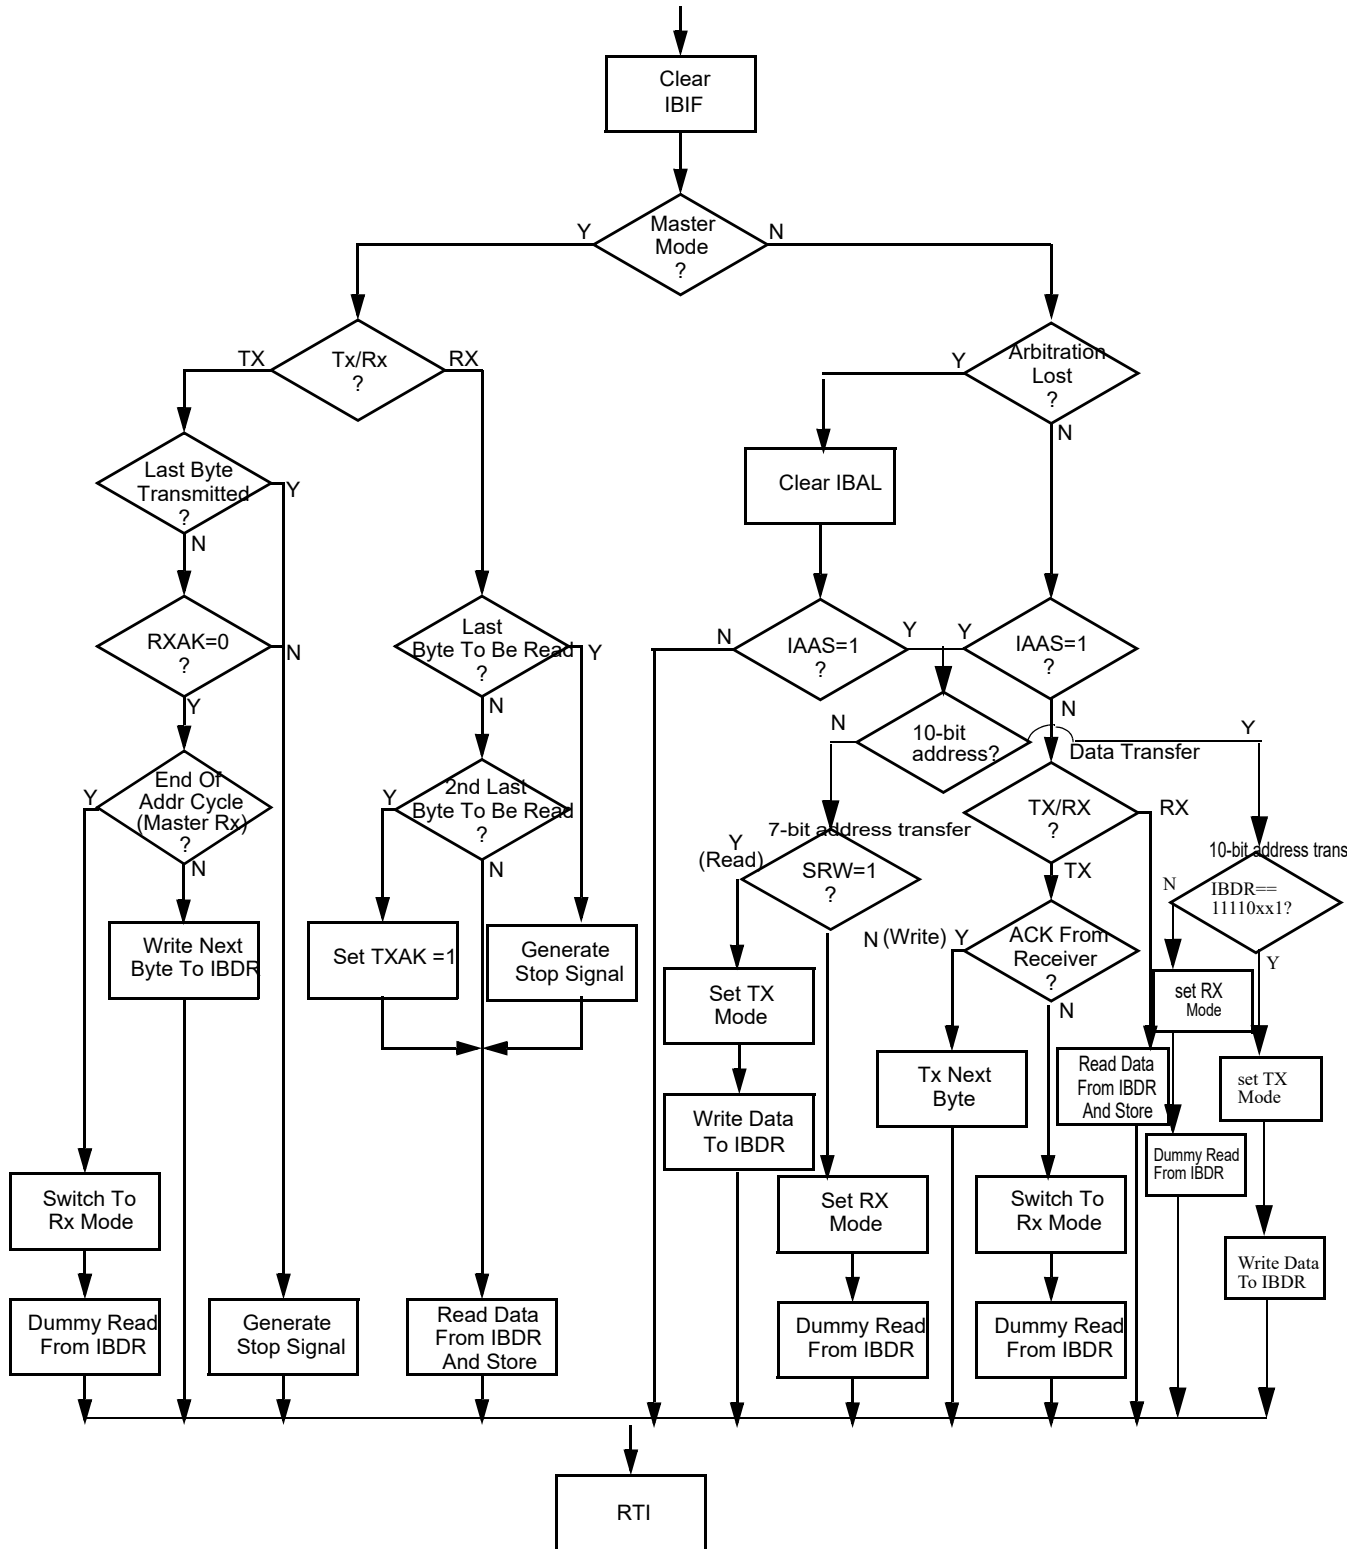 Clear
IBIF
Master
Mode
?
Y
N
Tx/Rx
?
TX
RX
Arbitration
Lost
?
Y
N
Last Byte
Transmitted
?
Y
N
Clear IBAL
RXAK=0
?
N
Y
Last
Byte To Be Read
?
Y
N
N
IAAS=1
?
Y
Y
IAAS=1
?
N
10-bit
address?
N
Y
Data Transfer
End Of
Addr Cycle
(Master Rx)
?
Y
N
2nd Last
Byte To Be Read
?
Y
N
7-bit address transfer
Y
(Read)
SRW=1
?
N (Write)
TX/RX
?
RX
TX
10-bit address trans
N
IBDR==
11110xx1?
Y
Write Next
Byte To IBDR
Set TXAK =1
Generate
Stop Signal
Y
ACK From
Receiver
?
N
Set TX
Mode
set RX
Mode
Tx Next
Byte
Read Data
From IBDR
And Store
set TX
Mode
Write Data
To IBDR
Dummy Read
From IBDR
Switch To
Rx Mode
Set RX
Mode
Switch To
Rx Mode
Write Data
To IBDR
Dummy Read
From IBDR
Generate
Stop Signal
Read Data
From IBDR
And Store
Dummy Read
From IBDR
Dummy Read
From IBDR
RTI